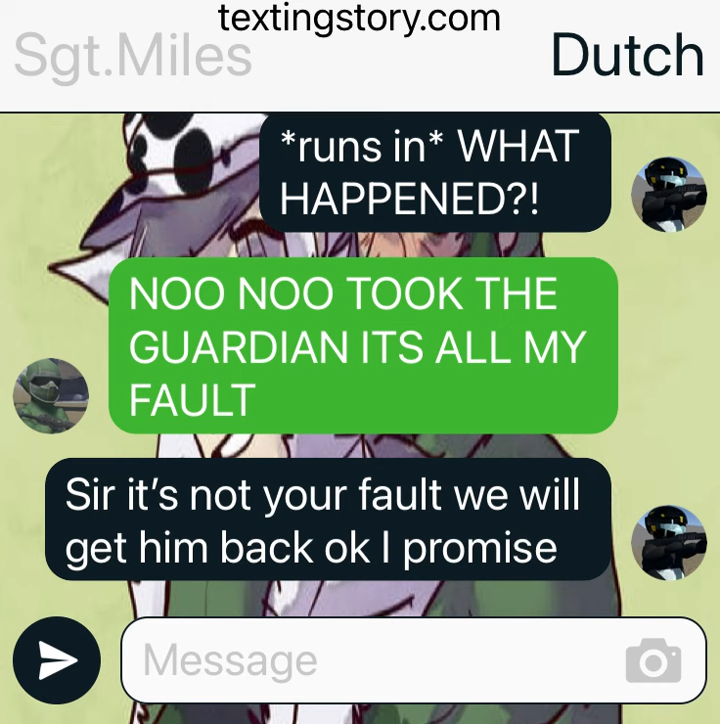 textingstory.com
Sgt.Miles
Dutch
*runs in* WHAT
HAPPENED?!
NOO NOO TOOK THE
GUARDIAN ITS ALL MY
FAULT
Sir it’s not your fault we will
get him back ok I promise
Message